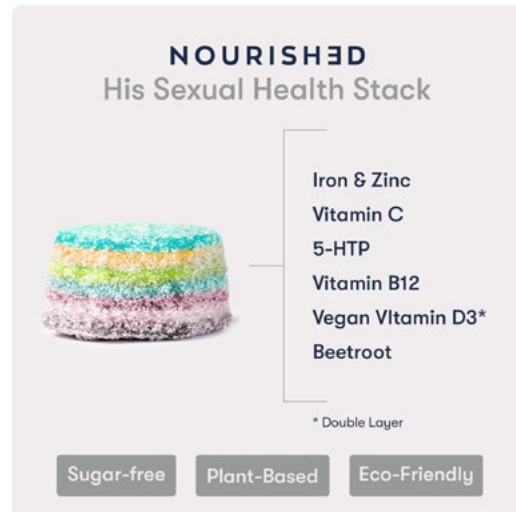 NOURISHƎD
His Sexual Health Stack
Iron & Zinc
Vitamin C
5-HTP
Vitamin B12
Vegan VItamin D3*
Beetroot
* Double Layer
Sugar-free
Plant-Based
Eco-Friendly